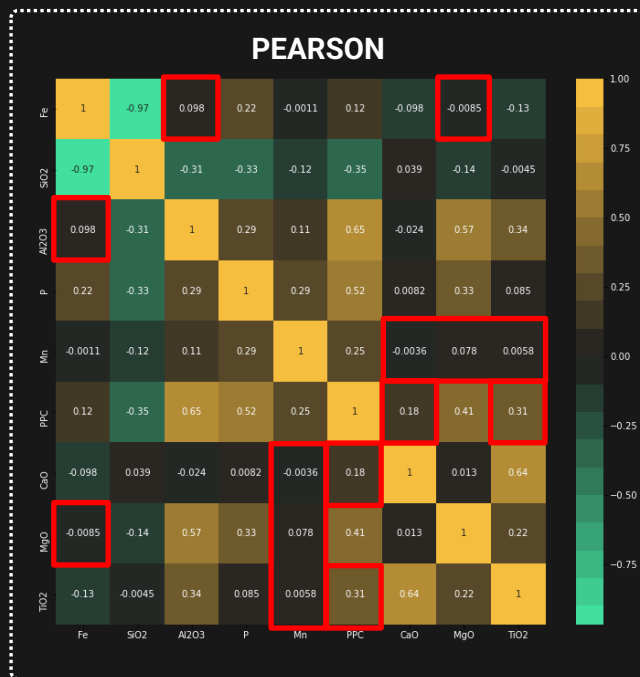 PEARSON
Fe 1 -0.97 0.098 0.22 -0.0011 0.12 -0.098 -0.0085 -0.13
SiO2 -0.97 1 -0.31 -0.33 -0.12 -0.35 0.039 -0.14 -0.0045
Al2O3 0.098 -0.31 1 0.29 0.11 0.65 -0.024 0.57 0.34
P 0.22 -0.33 0.29 1 0.29 0.52 0.0082 0.33 0.085
Mn -0.0011 -0.12 0.11 0.29 1 0.25 -0.0036 0.078 0.0058
PPC 0.12 -0.35 0.65 0.52 0.25 1 0.18 0.41 0.31
CaO -0.098 0.039 -0.024 0.0082 -0.0036 0.18 1 0.013 0.64
MgO -0.0085 -0.14 0.57 0.33 0.078 0.41 0.013 1 0.22
TiO2 -0.13 -0.0045 0.34 0.085 0.0058 0.31 0.64 0.22 1
Fe SiO2 Al2O3 P Mn PPC CaO MgO TiO2
1.00
0.75
0.50
0.25
0.00
−0.25
−0.50
−0.75